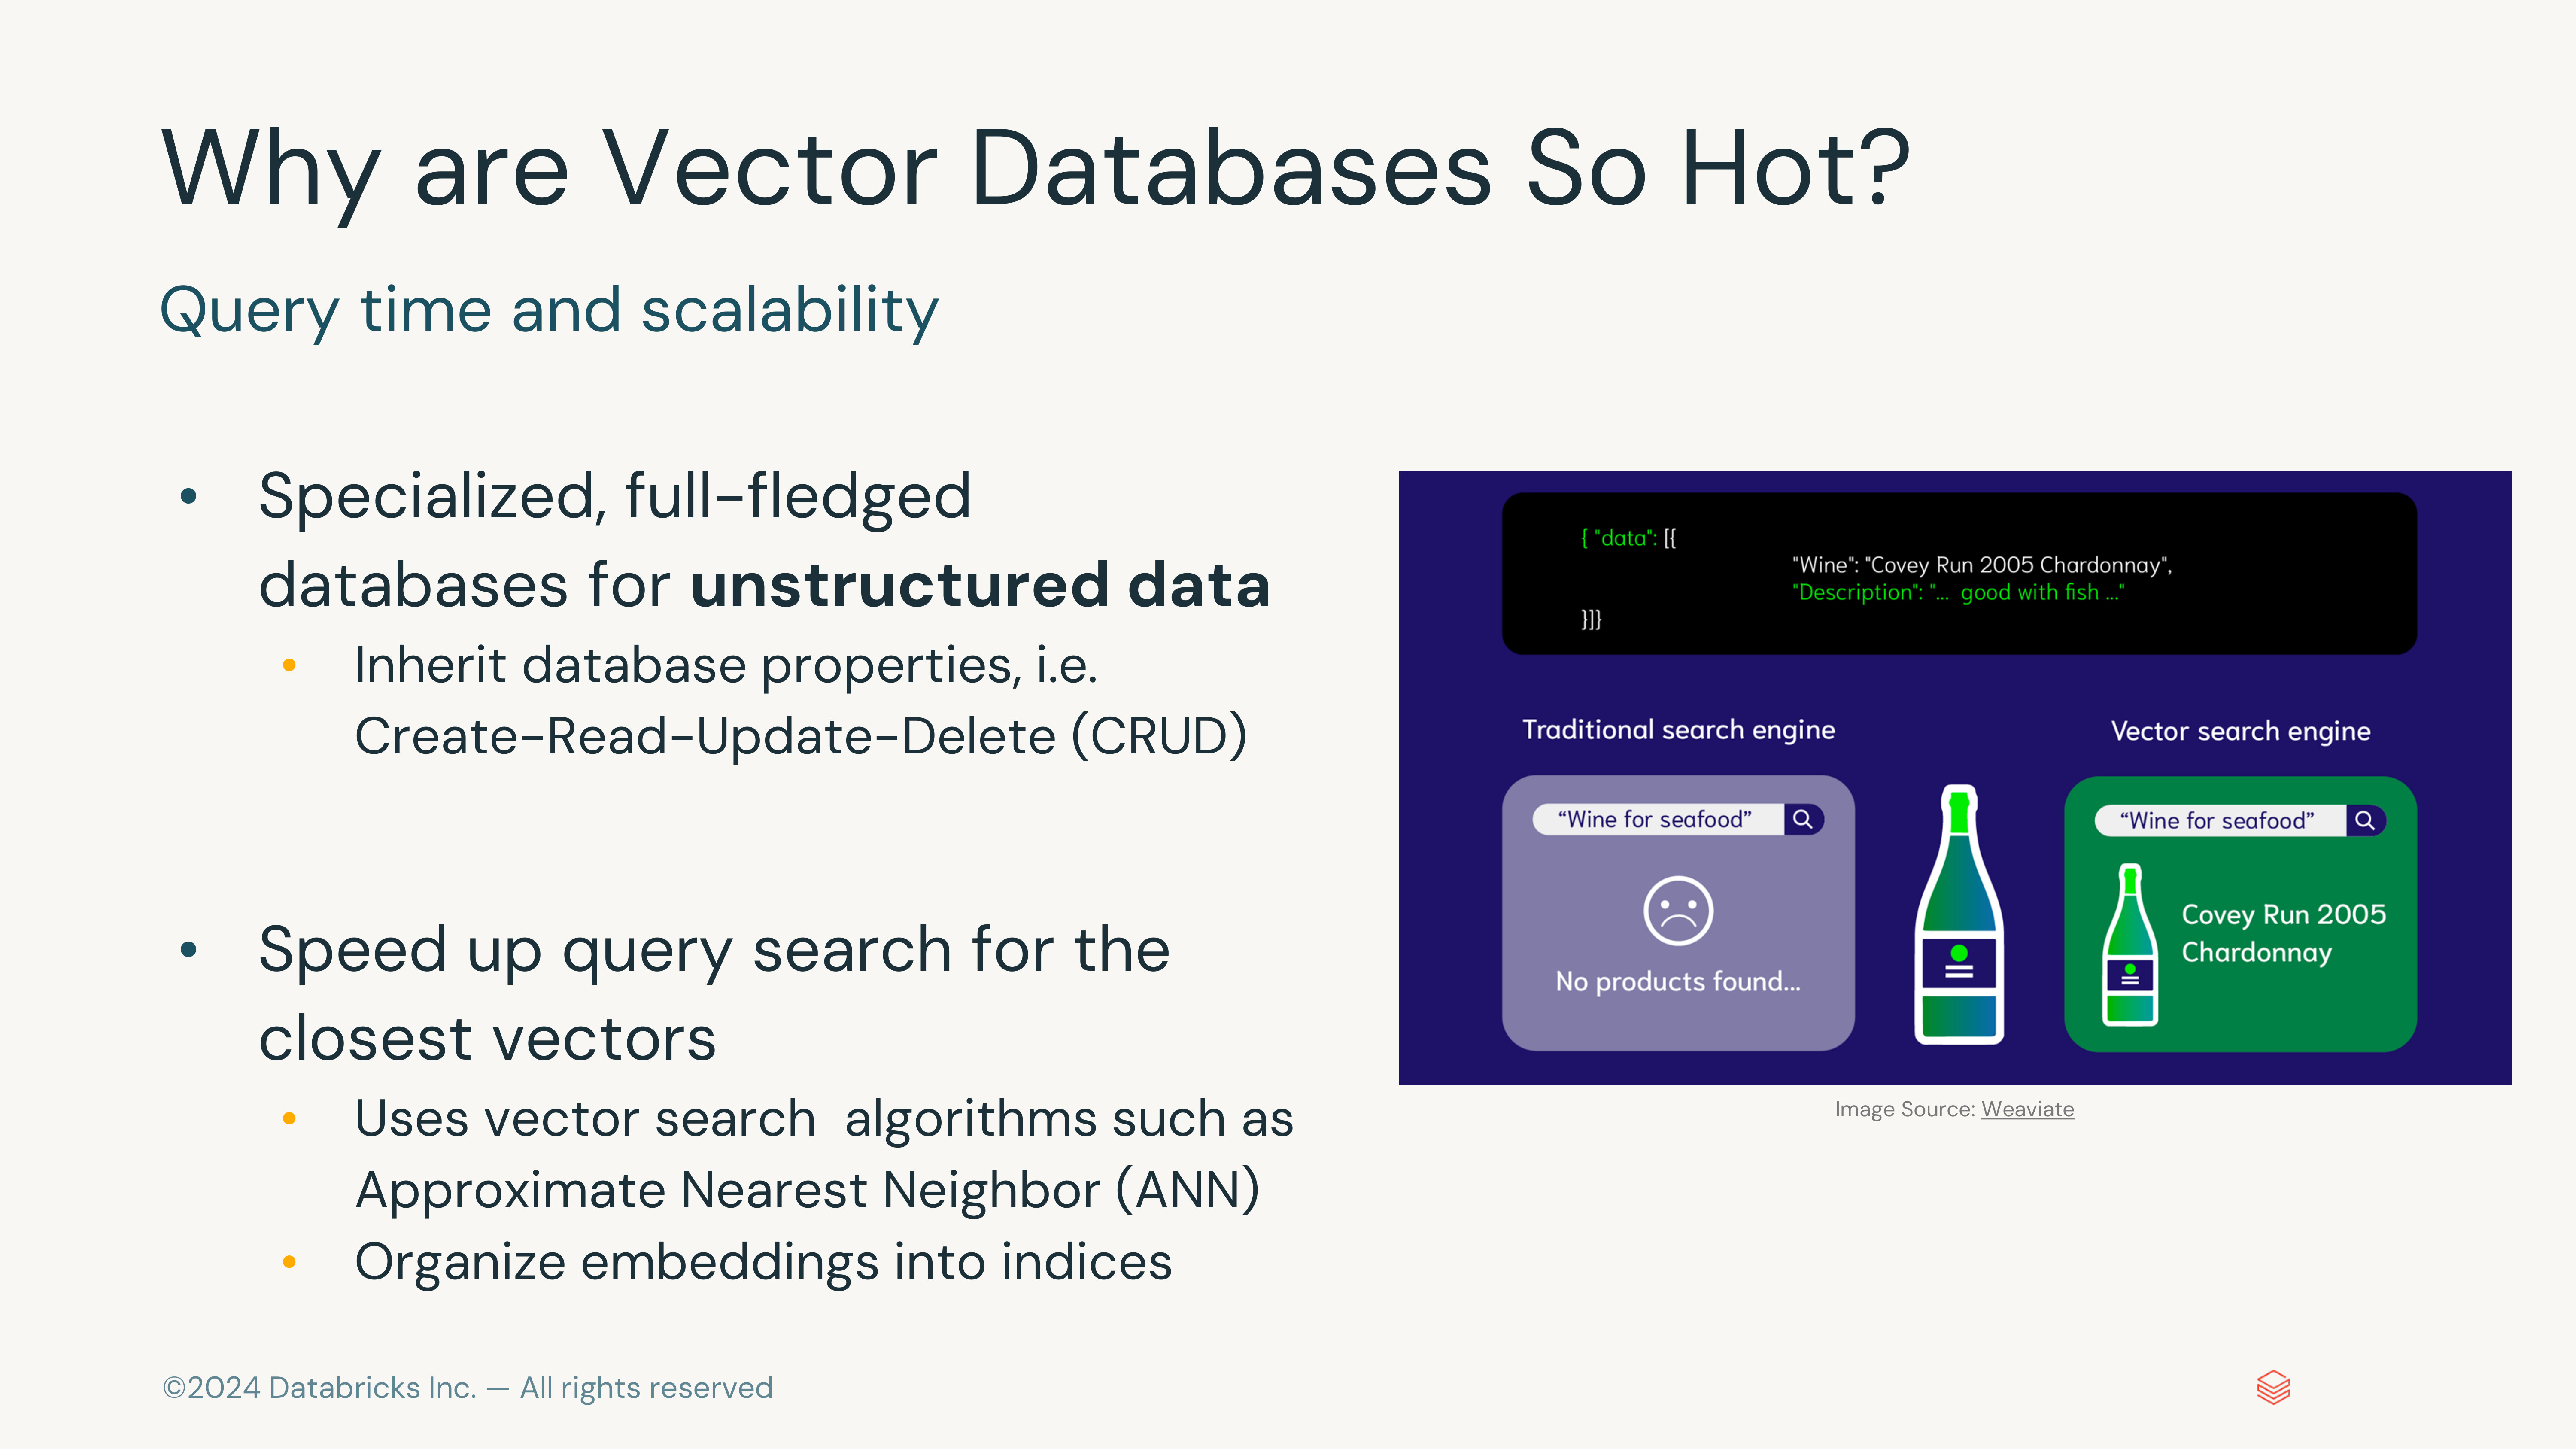 Why are Vector Databases So Hot?
Query time and scalability
• Specialized, full-fledged
databases for unstructured data
• Inherit database properties, i.e.
Create-Read-Update-Delete (CRUD)
• Speed up query search for the
closest vectors
• Uses vector search  algorithms such as
Approximate Nearest Neighbor (ANN)
• Organize embeddings into indices
{ "data": [{
"Wine": "Covey Run 2005 Chardonnay",
"Description": "...  good with fish ..."
}]}
Traditional search engine
“Wine for seafood”
No products found...
Vector search engine
“Wine for seafood”
Covey Run 2005
Chardonnay
Image Source: Weaviate
©2024 Databricks Inc. — All rights reserved